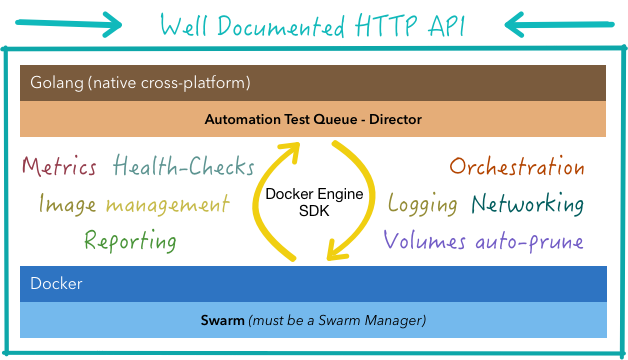 Well Documented HTTP API
Golang (native cross-platform)
Automation Test Queue - Director
Metrics Health-Checks
Image management
Reporting
Docker Engine
SDK
Orchestration
Logging Networking
Volumes auto-prune
Docker
Swarm (must be a Swarm Manager)